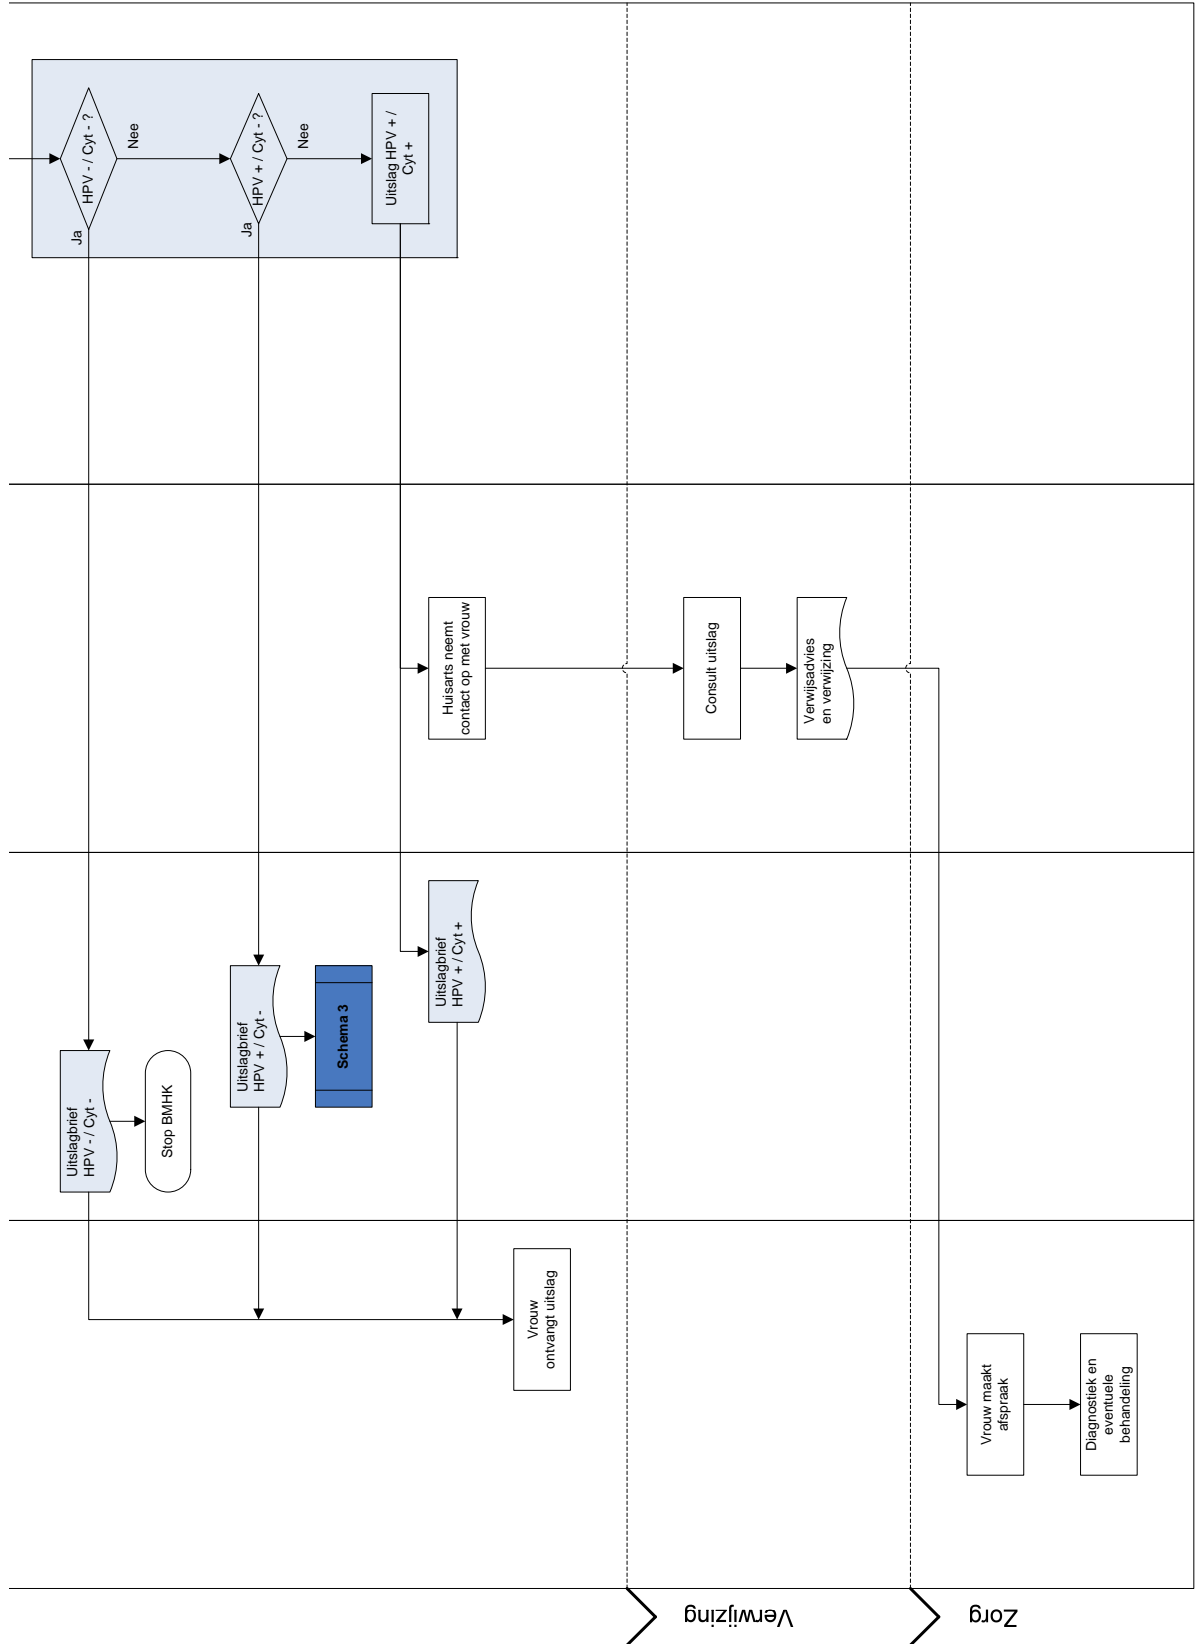 HPV - / Cyt - ?
Nee
Ja
HPV + / Cyt - ?
Nee
Ja
Uitslag HPV + /
Cyt +
Huisarts neemt
contact op met vrouw
Consult uitslag
Verwijsadvies
en verwijzing
Uitslagbrief
HPV - / Cyt -
Stop BMHK
Uitslagbrief
HPV + / Cyt -
Schema 3
Uitslagbrief
HPV + / Cyt +
Vrouw
ontvangt uitslag
Vrouw maakt
afspraak
Diagnostiek en
eventuele
behandeling
Verwijzing
Zorg